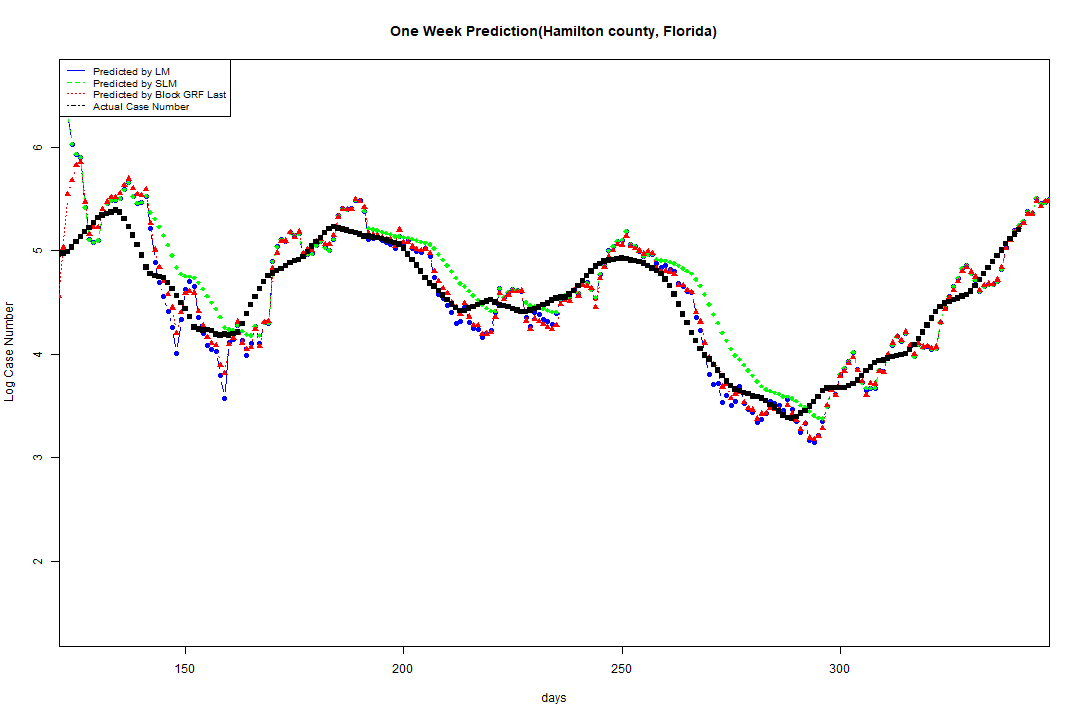 One Week Prediction(Hamilton county, Florida)
Predicted by LM
Predicted by SLM
Predicted by Block GRF Last
Actual Case Number
6
5
4
3
2
Log Case Number
150
200
250
300
days